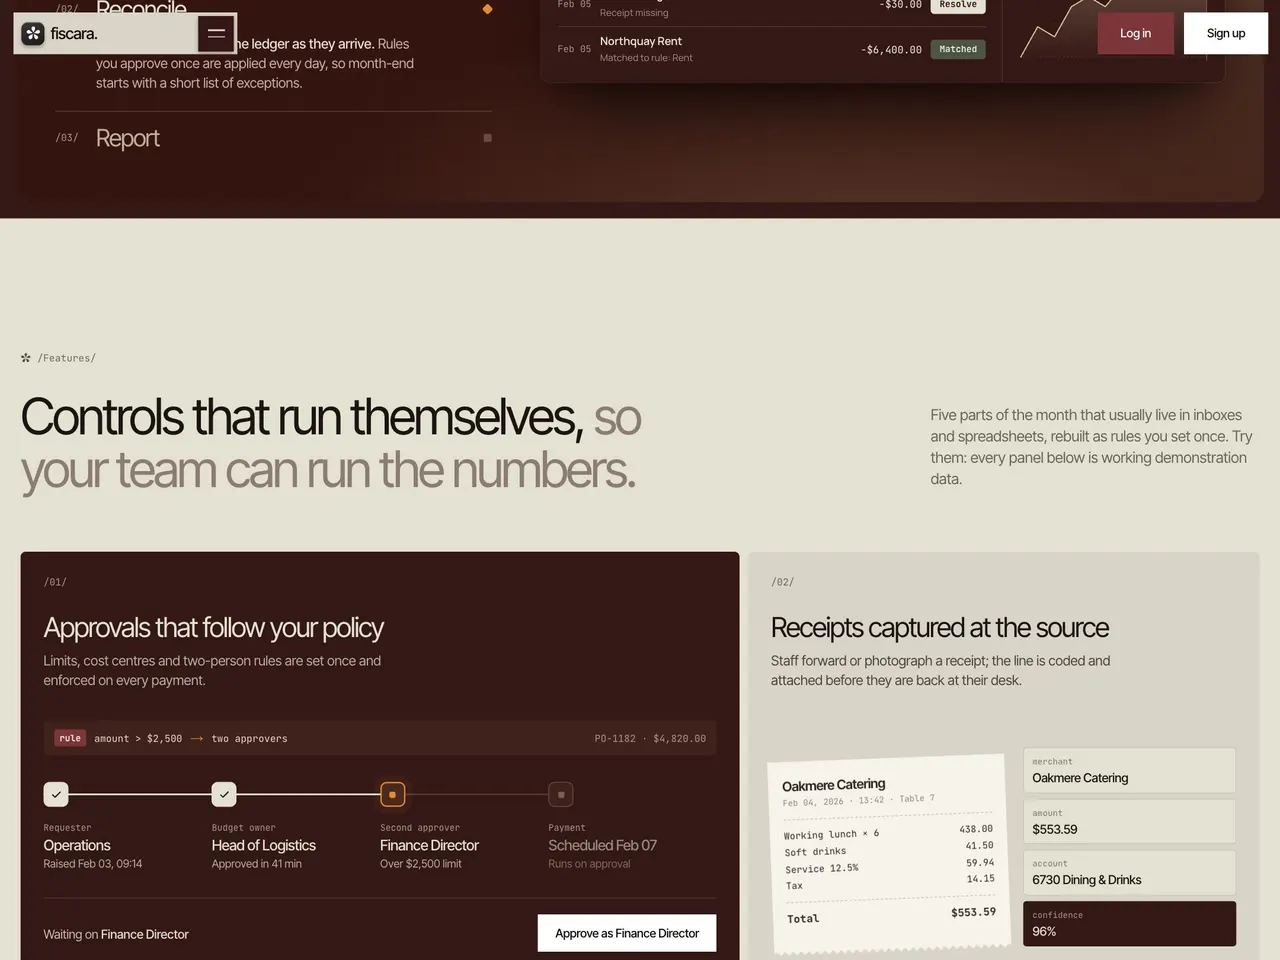 /02/
Reconcile
fiscara.
he ledger as they arrive. Rules
you approve once are applied every day, so month-end
starts with a short list of exceptions.
/03/
Report
Feb 05
Receipt missing
-$30.00
Resolve
Feb 05
Northquay Rent
Matched to rule: Rent
-$6,400.00
Matched
Log in
Sign up
/Features/
Controls that run themselves, so
your team can run the numbers.
Five parts of the month that usually live in inboxes
and spreadsheets, rebuilt as rules you set once. Try
them: every panel below is working demonstration
data.
/01/
Approvals that follow your policy
Limits, cost centres and two-person rules are set once and
enforced on every payment.
rule amount > $2,500 → two approvers PO-1182 · $4,820.00
Requester
Operations
Raised Feb 03, 09:14
Budget owner
Head of Logistics
Approved in 41 min
Second approver
Finance Director
Over $2,500 limit
Payment
Scheduled Feb 07
Runs on approval
Waiting on Finance Director
Approve as Finance Director
/02/
Receipts captured at the source
Staff forward or photograph a receipt; the line is coded and
attached before they are back at their desk.
Oakmere Catering
Feb 04, 2026 · 13:42 · Table 7
Working lunch × 6 438.00
Soft drinks 41.50
Service 12.5% 59.94
Tax 14.15
Total $553.59
merchant
Oakmere Catering
amount
$553.59
account
6730 Dining & Drinks
confidence
96%